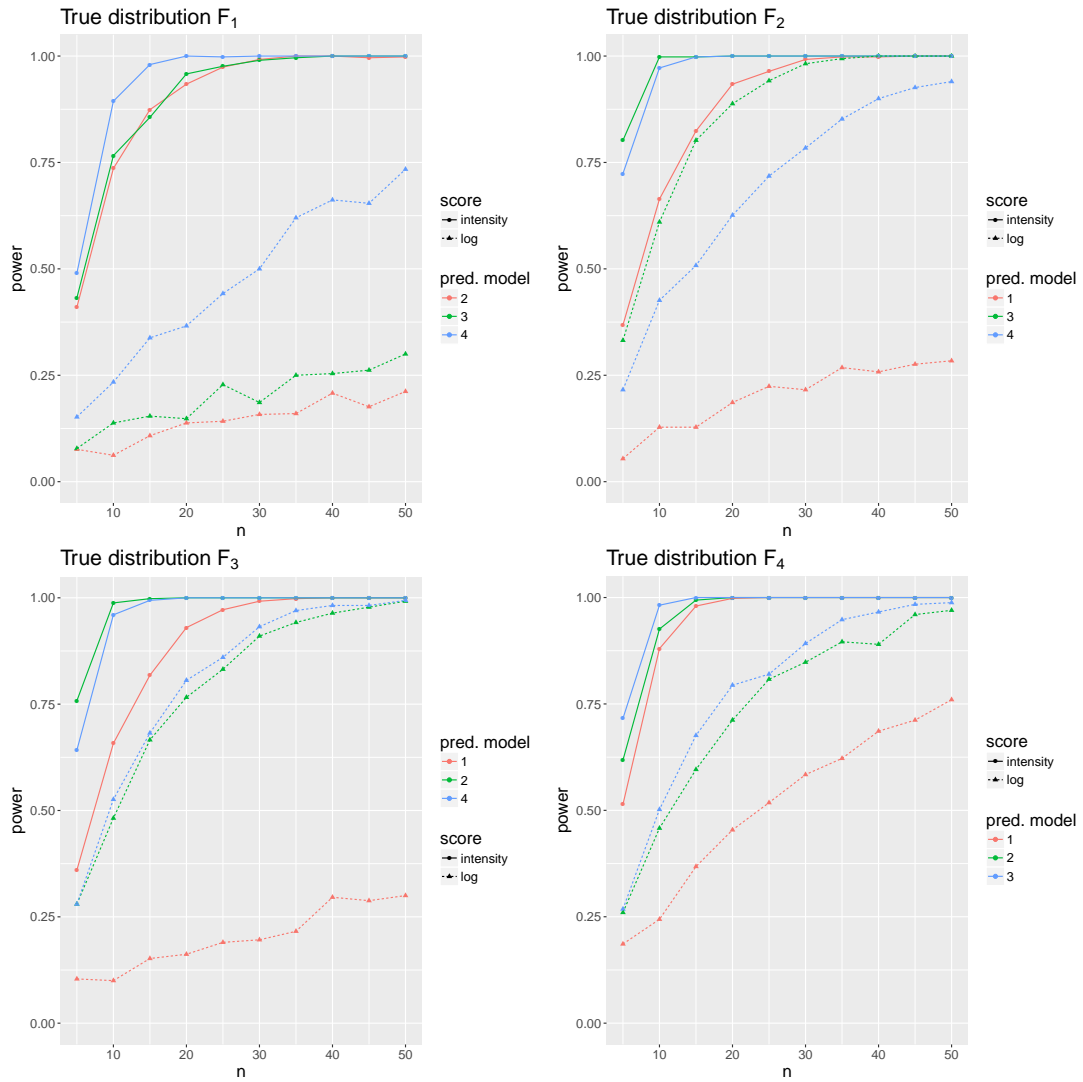 True distribution F₁
power
1.00
0.75
0.50
0.25
0.00
10 20 30 40 50
n
score
intensity
log
pred. model
2
3
4
True distribution F₂
power
1.00
0.75
0.50
0.25
0.00
10 20 30 40 50
n
score
intensity
log
pred. model
1
3
4
True distribution F₃
power
1.00
0.75
0.50
0.25
0.00
10 20 30 40 50
n
pred. model
1
2
4
score
intensity
log
True distribution F₄
power
1.00
0.75
0.50
0.25
0.00
10 20 30 40 50
n
score
intensity
log
pred. model
1
2
3